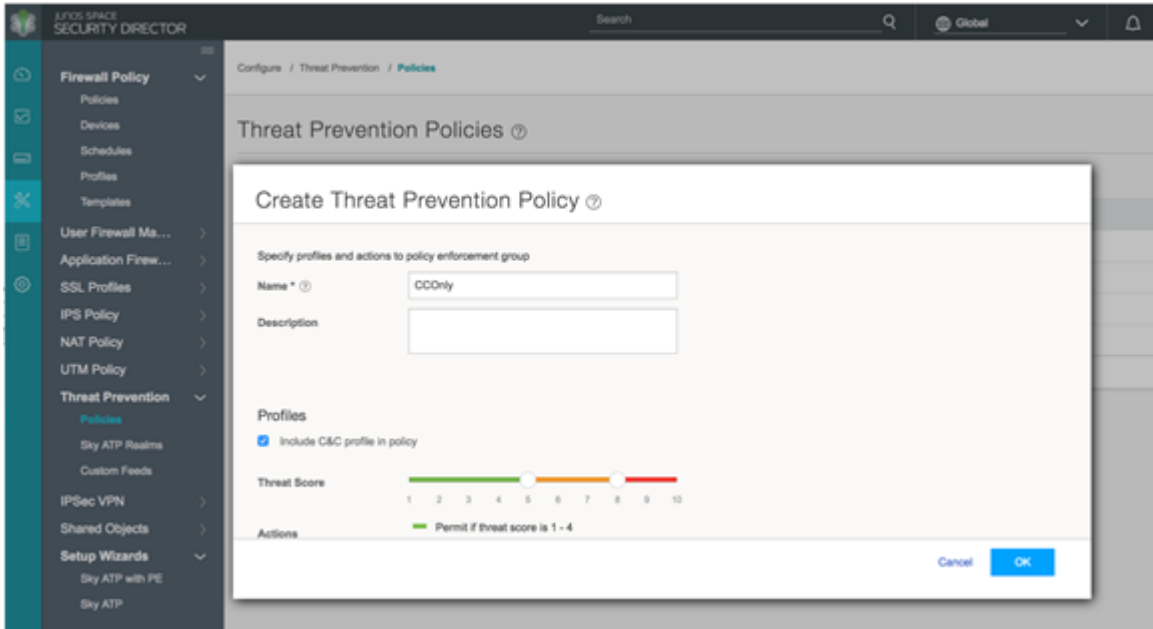 JUNOS SPACE
SECURITY DIRECTOR
Search
Global
Firewall Policy
Policies
Devices
Schedules
Profiles
Templates
User Firewall Ma...
Application Firew...
SSL Profiles
IPS Policy
NAT Policy
UTM Policy
Threat Prevention
Policies
Sky ATP Realms
Custom Feeds
IPSec VPN
Shared Objects
Setup Wizards
Sky ATP with PE
Sky ATP
Configure / Threat Prevention / Policies
Threat Prevention Policies
Create Threat Prevention Policy
Specify profiles and actions to policy enforcement group
Name * CCOnly
Description
Profiles
Include C&C profile in policy
Threat Score
1 2 3 4 5 6 7 8 9 10
Actions Permit if threat score is 1 - 4
Cancel OK